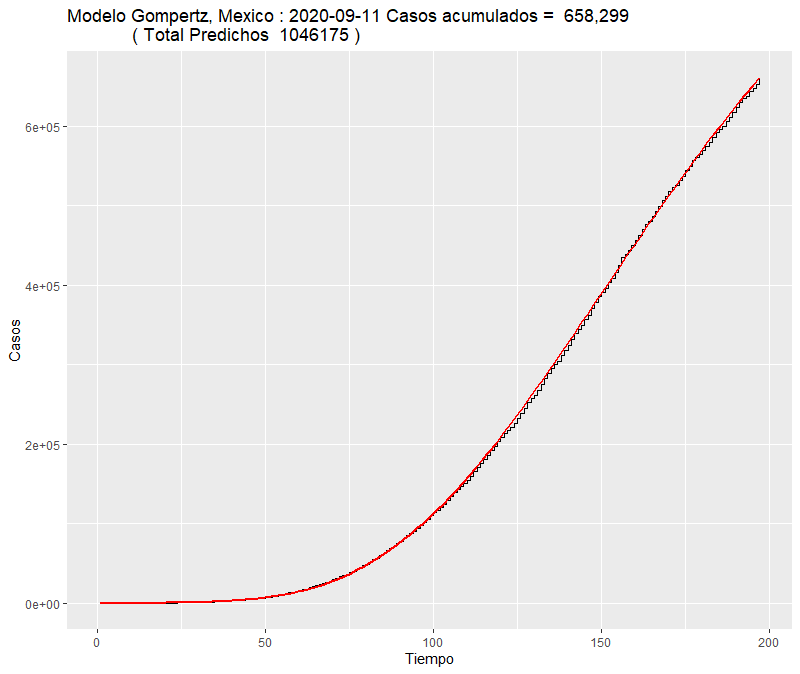 Modelo Gompertz, Mexico : 2020-09-11 Casos acumulados =  658,299
( Total Predichos  1046175 )
6e+05
4e+05
Casos
2e+05
0e+00
0 50 100 150 200
Tiempo